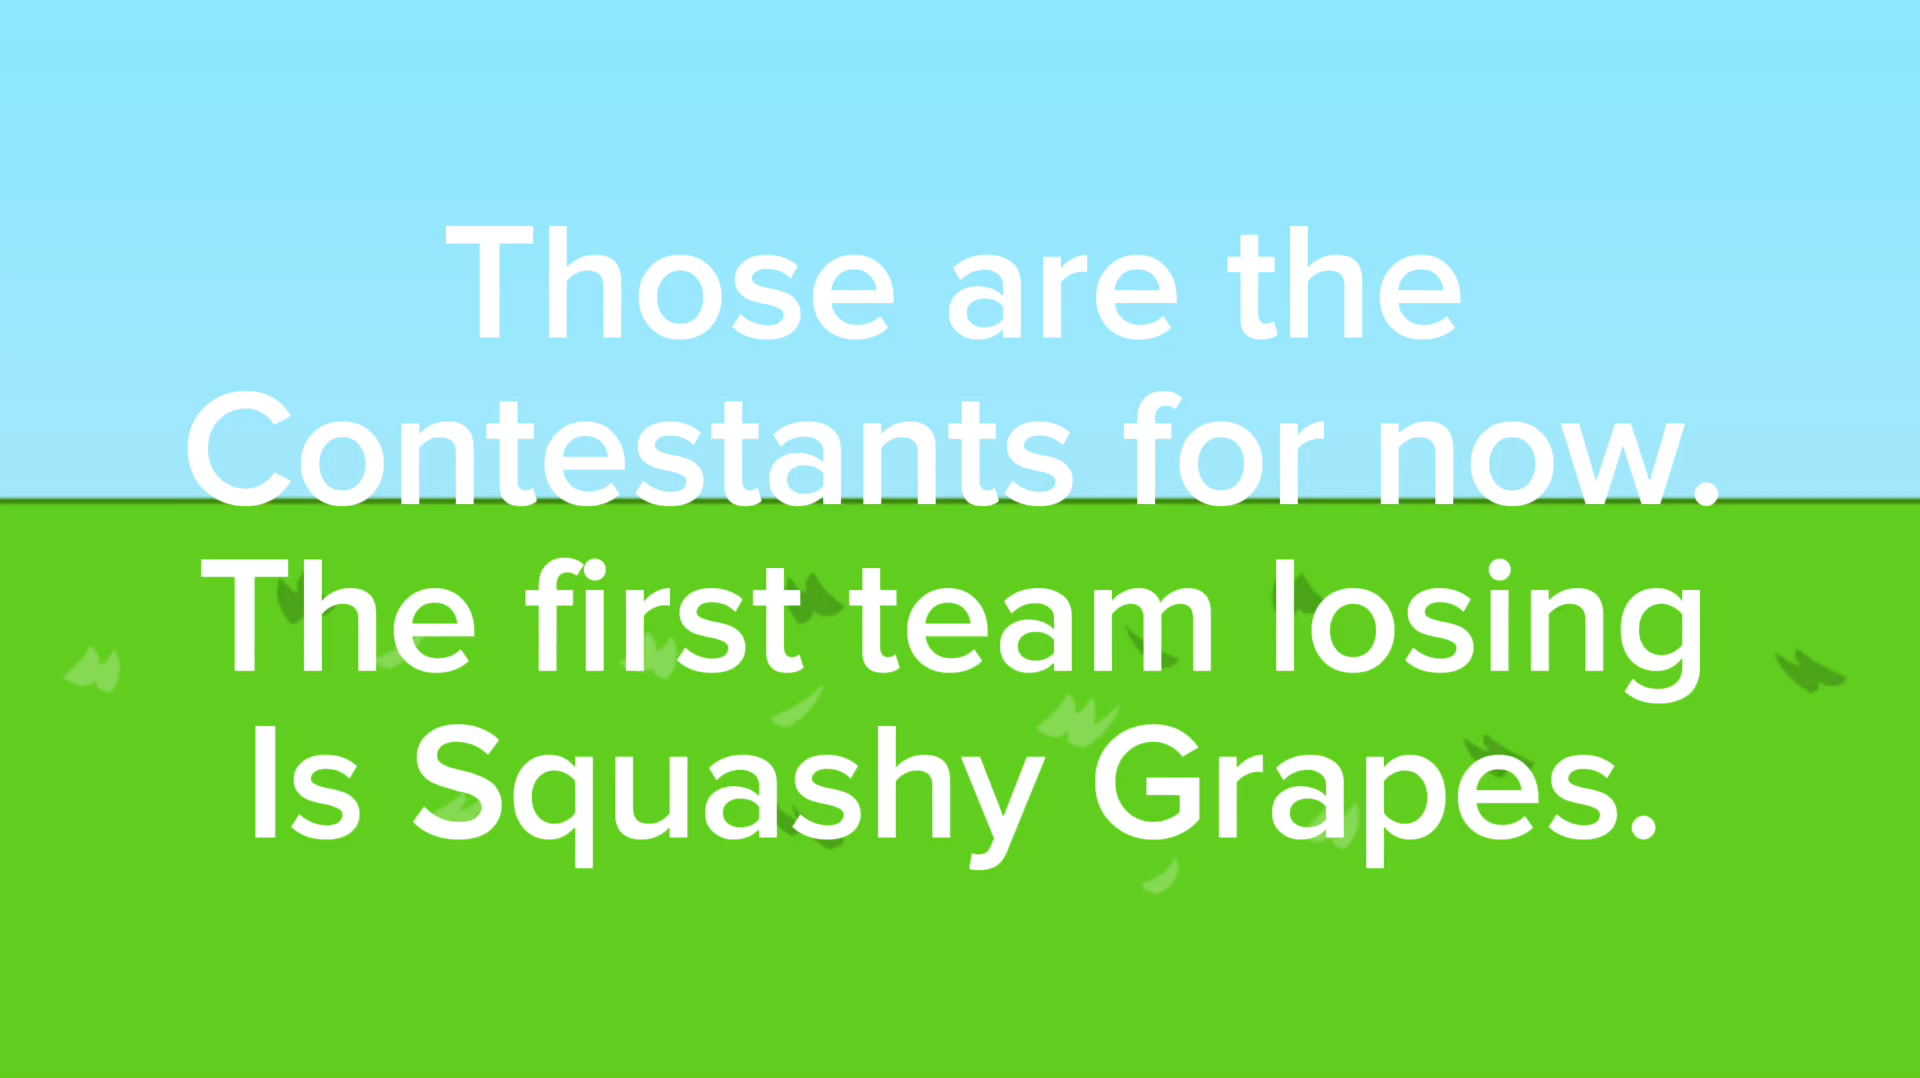 Those are the
Contestants for now.
The first team losing
Is Squashy Grapes.